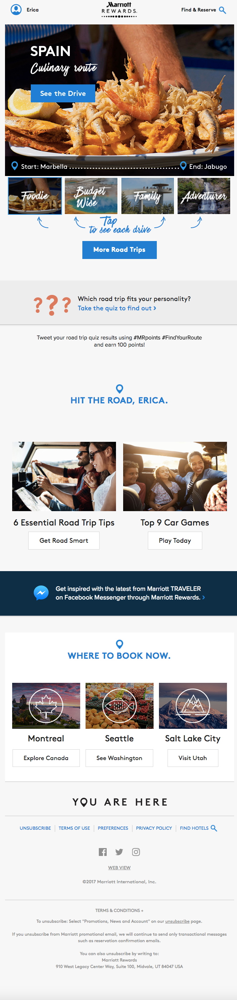 Erica
Marriott
REWARDS.
Find & Reserve
SPAIN
Culinary route
See the Drive
Start: Marbella
End: Jabugo
Foodie
Budget
Wise
Family
Adventurer
Tap
to see each drive
More Road Trips
???
Which road trip fits your personality?
Take the quiz to find out ›
Tweet your road trip quiz results using #MRpoints #FindYourRoute
and earn 100 points!
HIT THE ROAD, ERICA.
6 Essential Road Trip Tips
Get Road Smart
Top 9 Car Games
Play Today
Get inspired with the latest from Marriott TRAVELER
on Facebook Messenger through Marriott Rewards. ›
WHERE TO BOOK NOW.
Montreal
Seattle
Salt Lake City
Explore Canada
See Washington
Visit Utah
YOU ARE HERE
UNSUBSCRIBE | TERMS OF USE | PREFERENCES | PRIVACY POLICY | FIND HOTELS
WEB VIEW
©2017 Marriott International, Inc.
TERMS & CONDITIONS +
To unsubscribe: Select "Promotions, News and Account" on our unsubscribe page.
If you unsubscribe from Marriott promotional email, we will continue to send only transactional messages
such as reservation confirmation emails.
You can also unsubscribe by writing to:
Marriott Rewards
910 West Legacy Center Way, Suite 100, Midvale, UT 84047 USA